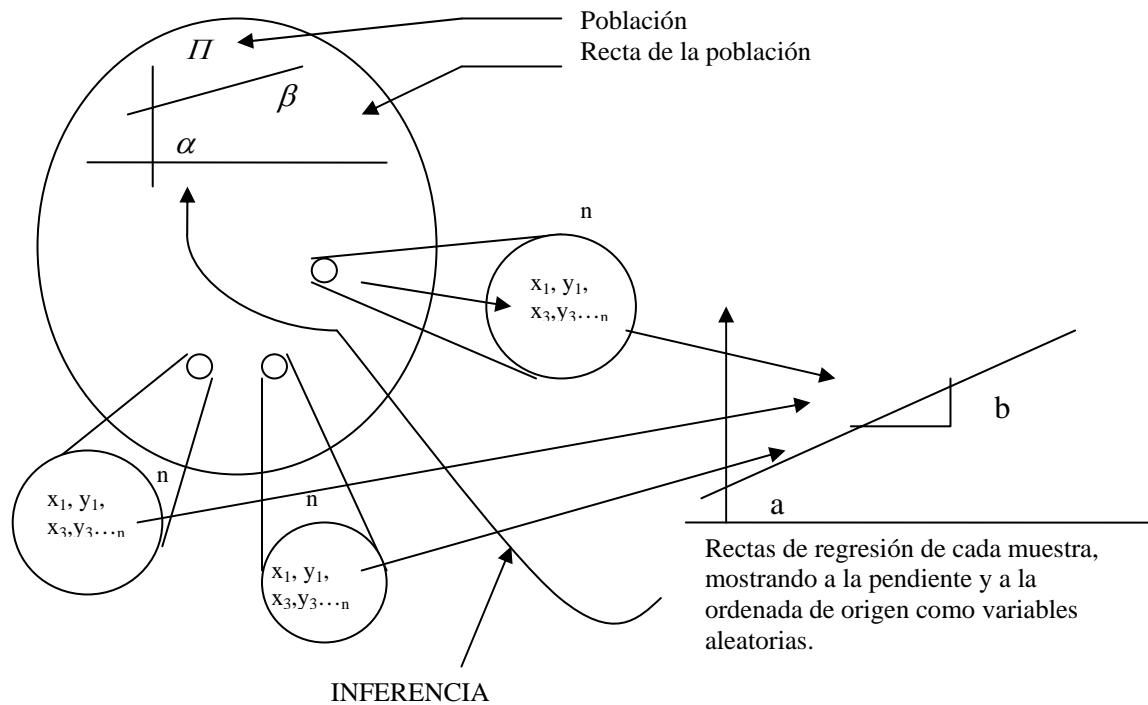 Población
Recta de la población
Π
β
α
n
x₁, y₁,
x₃,y₃…ₙ
n
x₁, y₁,
x₃,y₃…ₙ
n
x₁, y₁,
x₃,y₃…ₙ
b
a
Rectas de regresión de cada muestra,
mostrando a la pendiente y a la
ordenada de origen como variables
aleatorias.
INFERENCIA